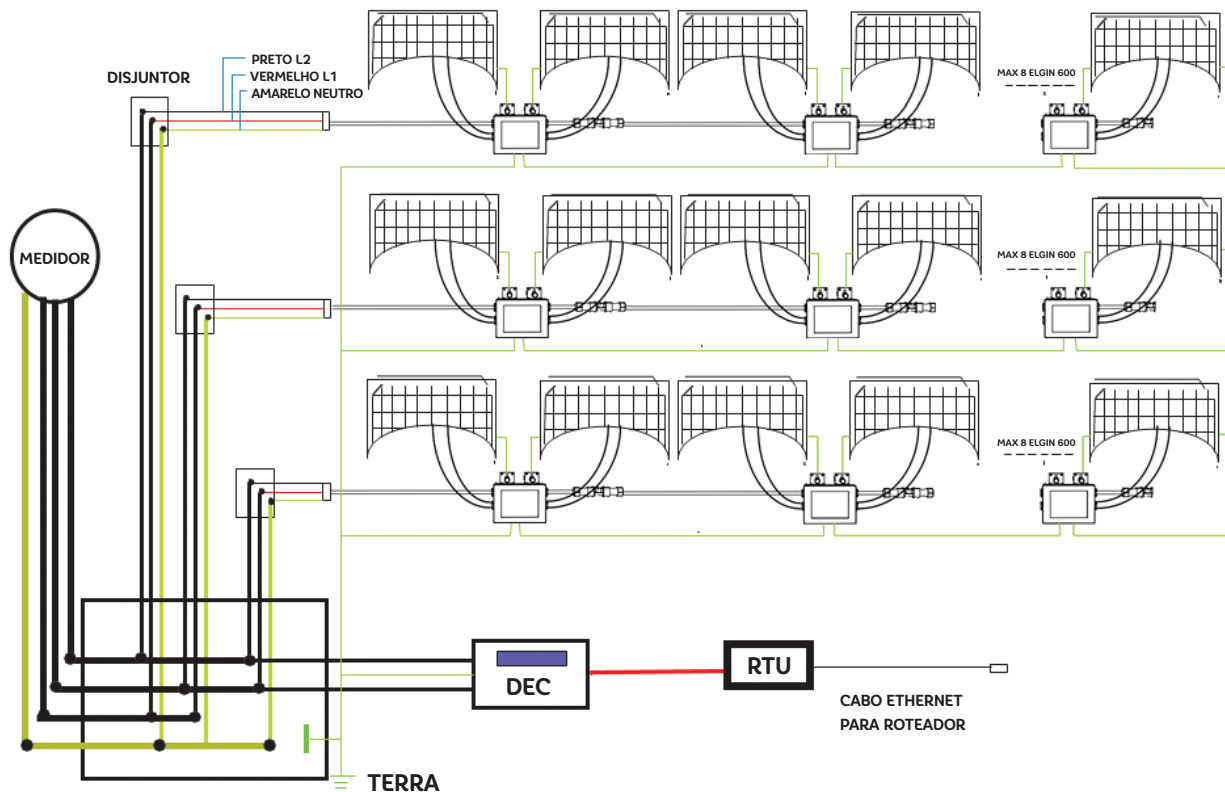 PRETO L2
VERMELHO L1
AMARELO NEUTRO
DISJUNTOR
MAX 8 ELGIN 600
MEDIDOR
MAX 8 ELGIN 600
MAX 8 ELGIN 600
DEC
RTU
CABO ETHERNET
PARA ROTEADOR
TERRA